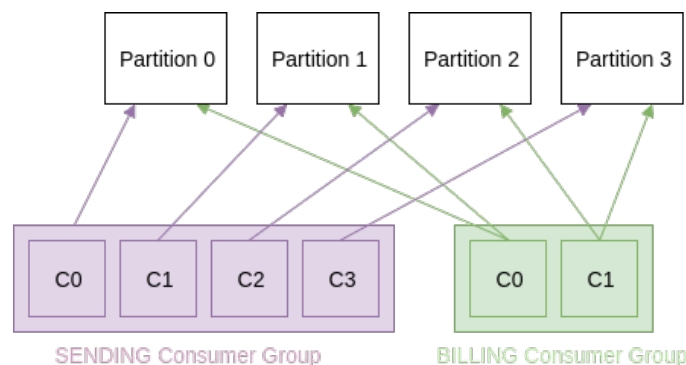 Partition 0
Partition 1
Partition 2
Partition 3
C0
C1
C2
C3
C0
C1
SENDING Consumer Group
BILLING Consumer Group